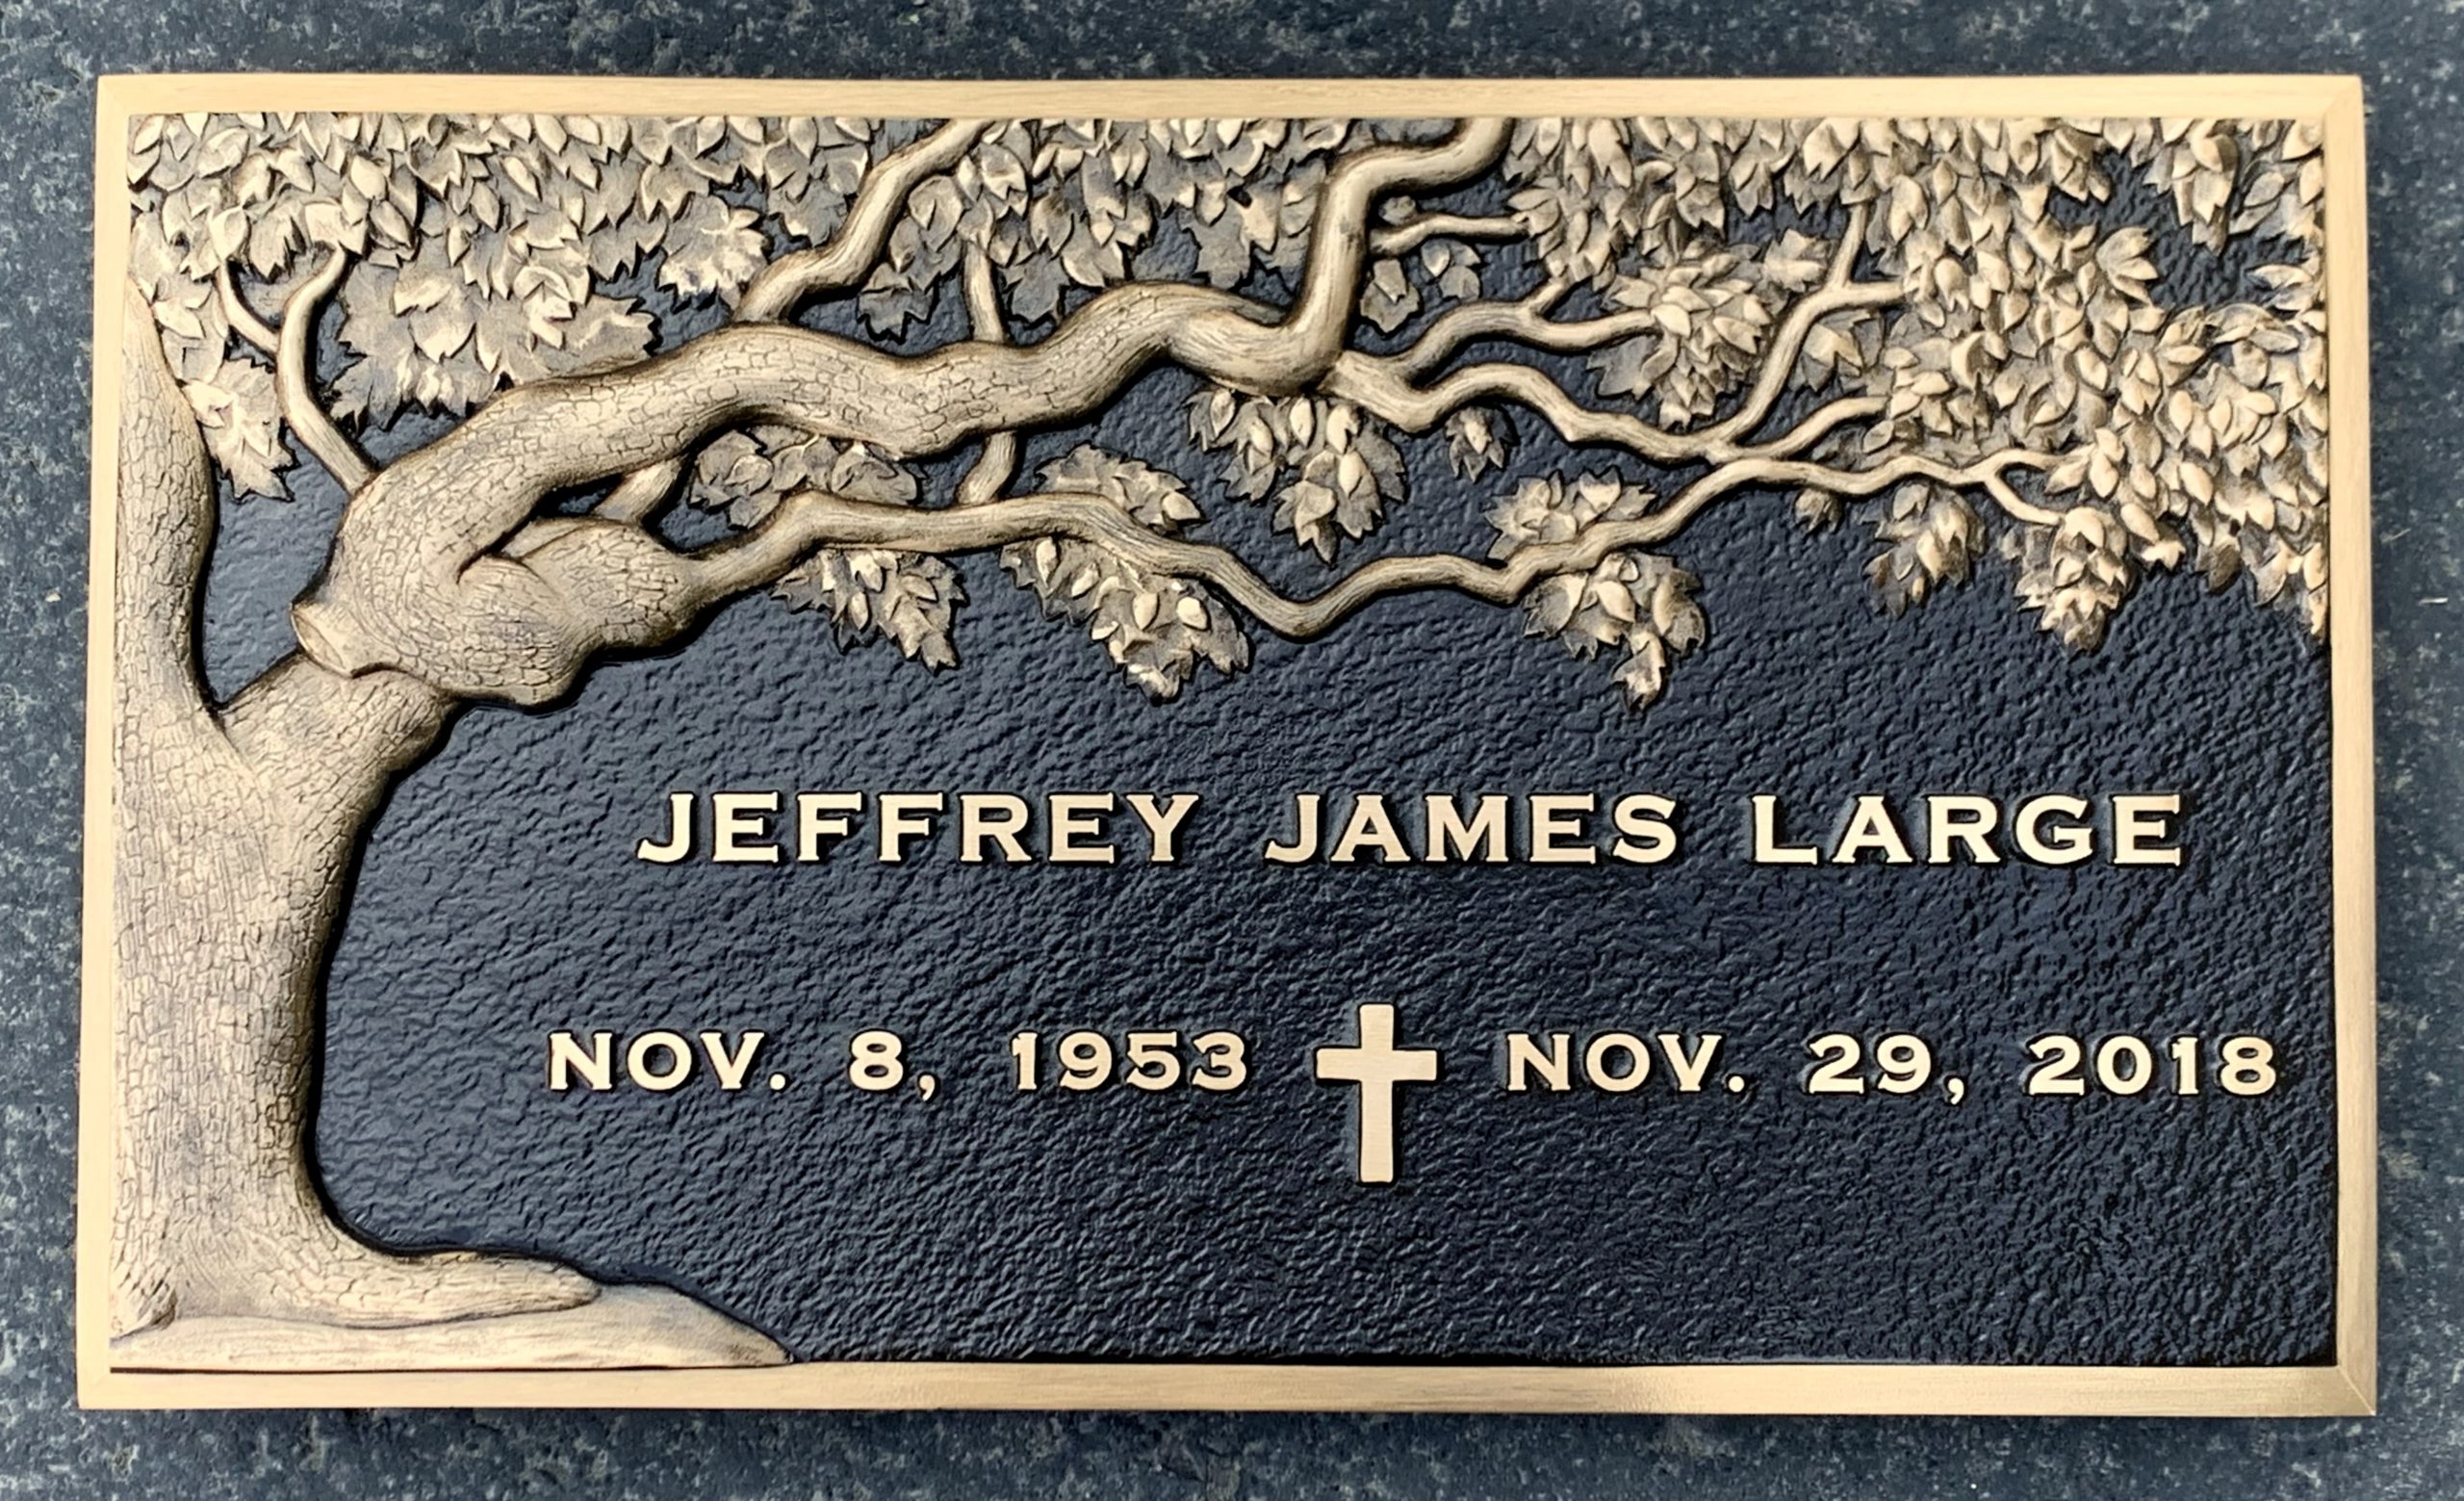 JEFFREY JAMES LARGE
NOV. 8, 1953 NOV. 29, 2018